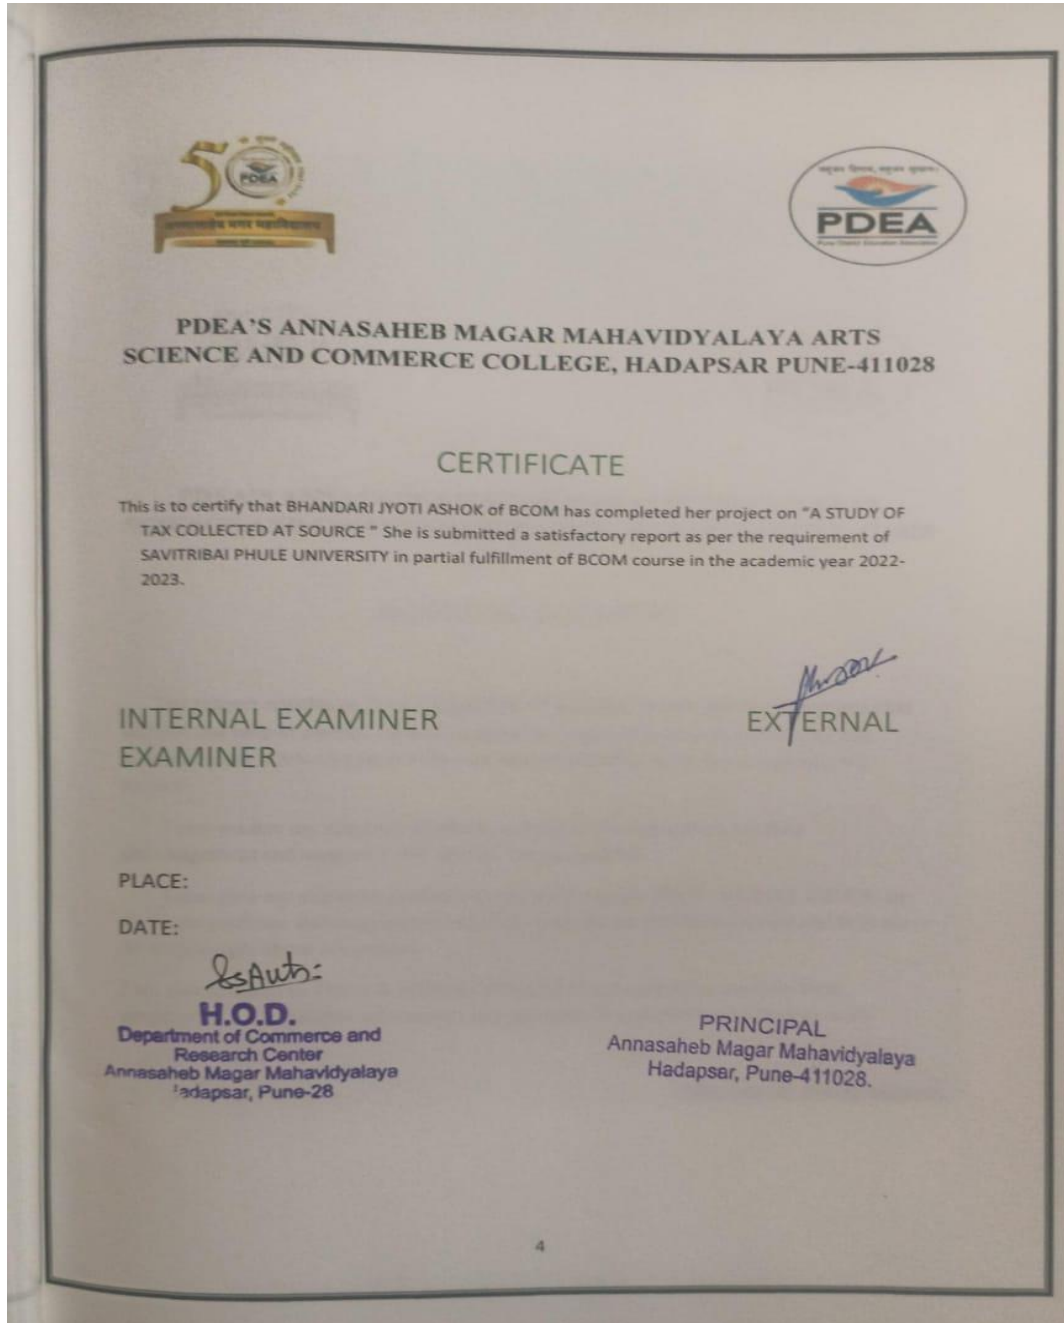 50
PDEA
PDEA
PDEA'S ANNASAHEB MAGAR MAHAVIDYALAYA ARTS
SCIENCE AND COMMERCE COLLEGE, HADAPSAR PUNE-411028
CERTIFICATE
This is to certify that BHANDARI JYOTI ASHOK of BCOM has completed her project on "A STUDY OF
TAX COLLECTED AT SOURCE " She is submitted a satisfactory report as per the requirement of
SAVITRIBAI PHULE UNIVERSITY in partial fulfillment of BCOM course in the academic year 2022-
2023.
INTERNAL EXAMINER EXTERNAL
EXAMINER
PLACE:
DATE:
H.O.D.
Department of Commerce and
Research Center
Annasaheb Magar Mahavidyalaya
adapsar, Pune-28
PRINCIPAL
Annasaheb Magar Mahavidyalaya
Hadapsar, Pune-411028.
4